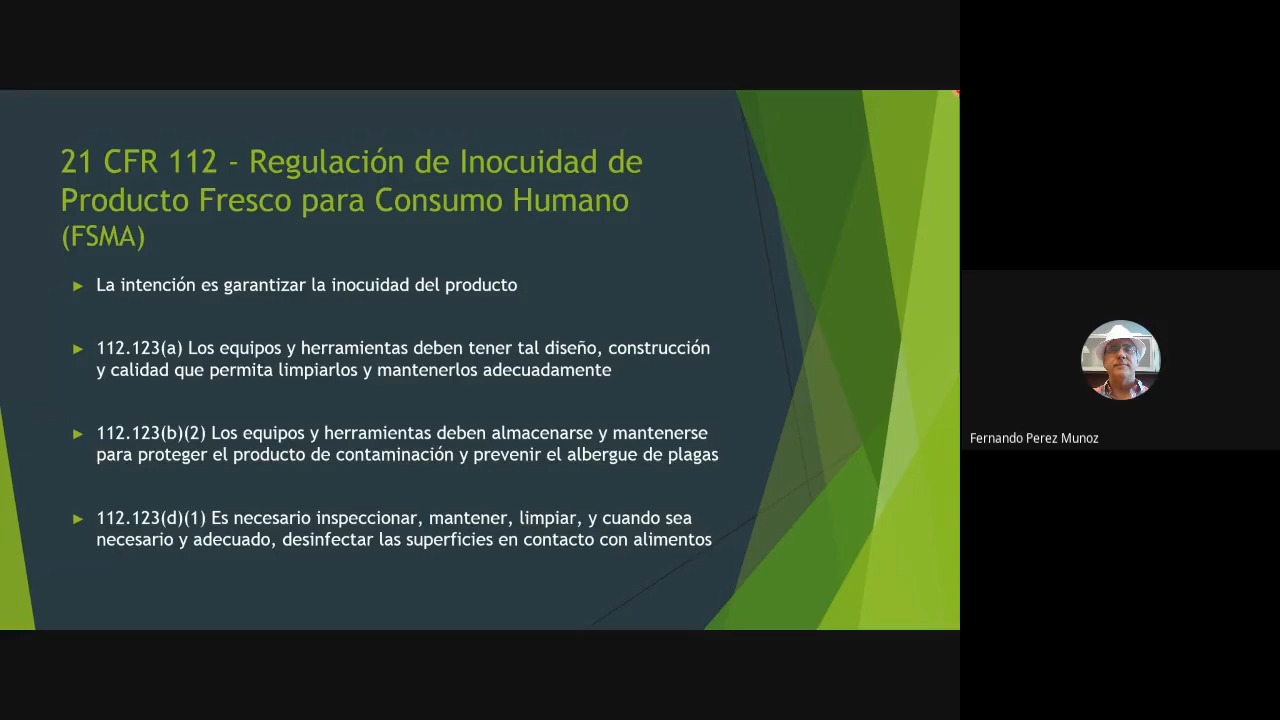 21 CFR 112 - Regulación de Inocuidad de
Producto Fresco para Consumo Humano
(FSMA)
La intención es garantizar la inocuidad del producto
112.123(a) Los equipos y herramientas deben tener tal diseño, construcción
y calidad que permita limpiarlos y mantenerlos adecuadamente
112.123(b)(2) Los equipos y herramientas deben almacenarse y mantenerse
para proteger el producto de contaminación y prevenir el albergue de plagas
112.123(d)(1) Es necesario inspeccionar, mantener, limpiar, y cuando sea
necesario y adecuado, desinfectar las superficies en contacto con alimentos
Fernando Perez Munoz